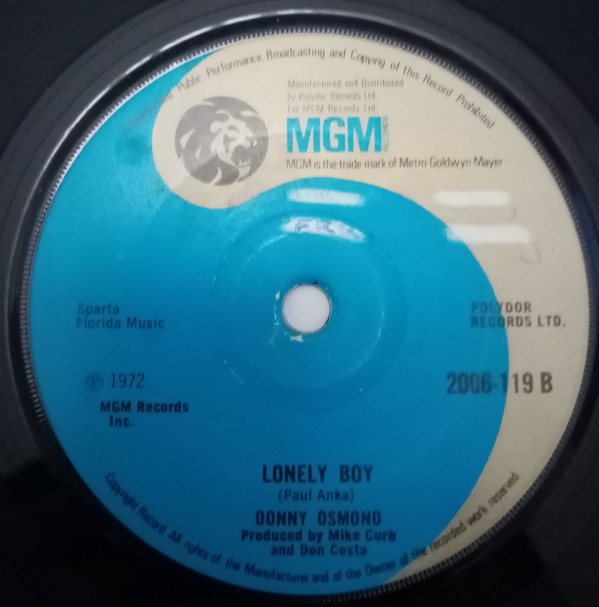 Public Performance, Broadcasting and Copying of this Record Prohibited
Manufactured and Distributed
by Polydor Records Ltd.
For MGM Records Ltd.
MGM
RECORDS
MGM is the trade mark of Metro Goldwyn Mayer
Sparta
Florida Music
POLYDOR
RECORDS LTD.
℗ 1972
2006-119 B
MGM Records
Inc.
LONELY BOY
(Paul Anka)
DONNY OSMOND
Produced by Mike Curb
and Don Costa
Copyright Record All rights of the Manufacturer and of the Owner of the recorded work reserved